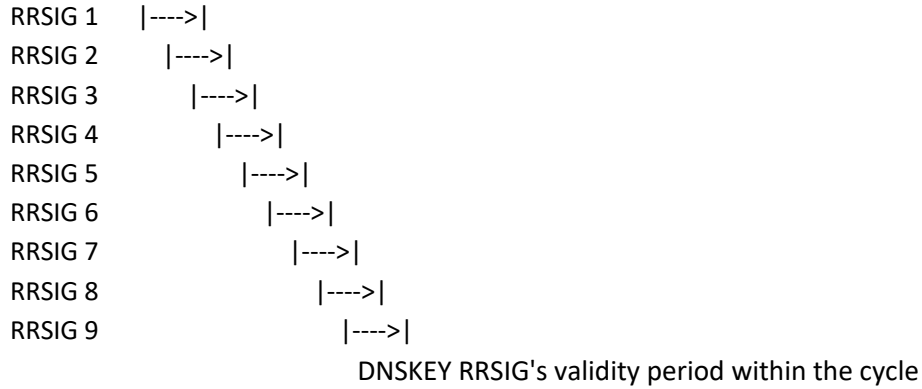 RRSIG 1 |---->|
RRSIG 2 |---->|
RRSIG 3 |---->|
RRSIG 4 |---->|
RRSIG 5 |---->|
RRSIG 6 |---->|
RRSIG 7 |---->|
RRSIG 8 |---->|
RRSIG 9 |---->|
DNSKEY RRSIG's validity period within the cycle